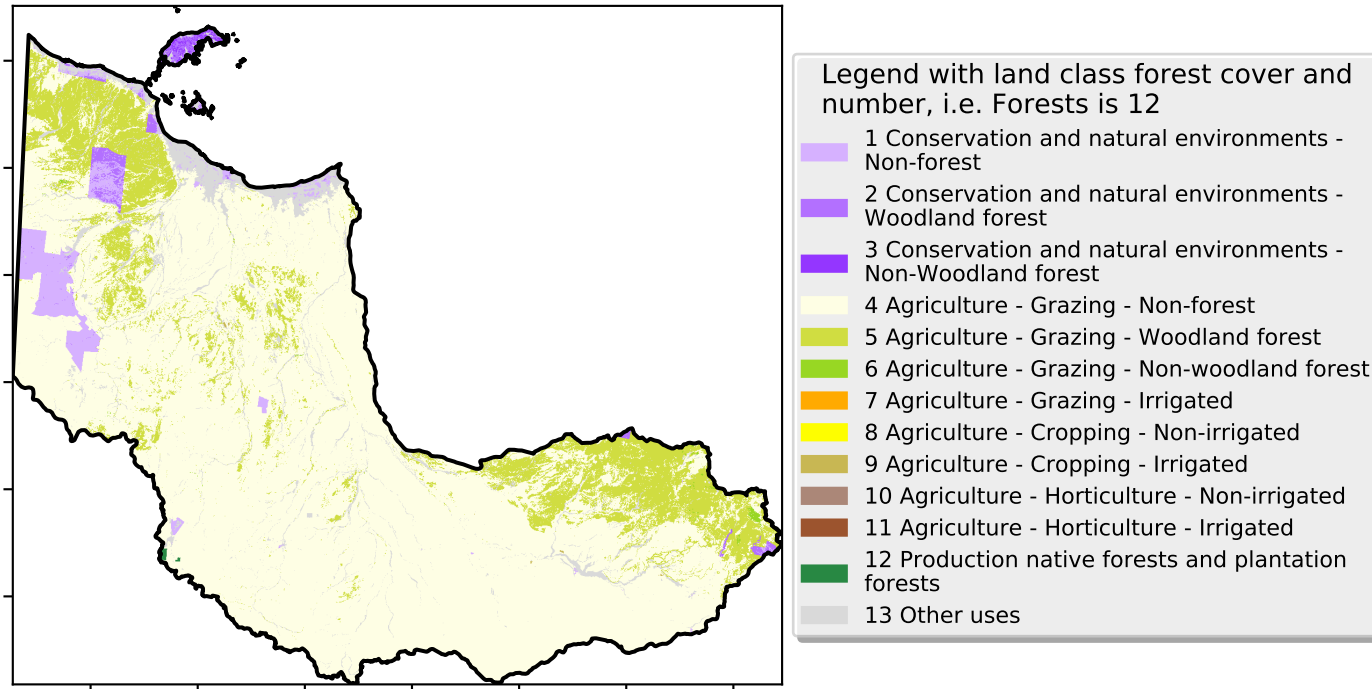 Legend with land class forest cover and
number, i.e. Forests is 12
1 Conservation and natural environments -
Non-forest
2 Conservation and natural environments -
Woodland forest
3 Conservation and natural environments -
Non-Woodland forest
4 Agriculture - Grazing - Non-forest
5 Agriculture - Grazing - Woodland forest
6 Agriculture - Grazing - Non-woodland forest
7 Agriculture - Grazing - Irrigated
8 Agriculture - Cropping - Non-irrigated
9 Agriculture - Cropping - Irrigated
10 Agriculture - Horticulture - Non-irrigated
11 Agriculture - Horticulture - Irrigated
12 Production native forests and plantation
forests
13 Other uses